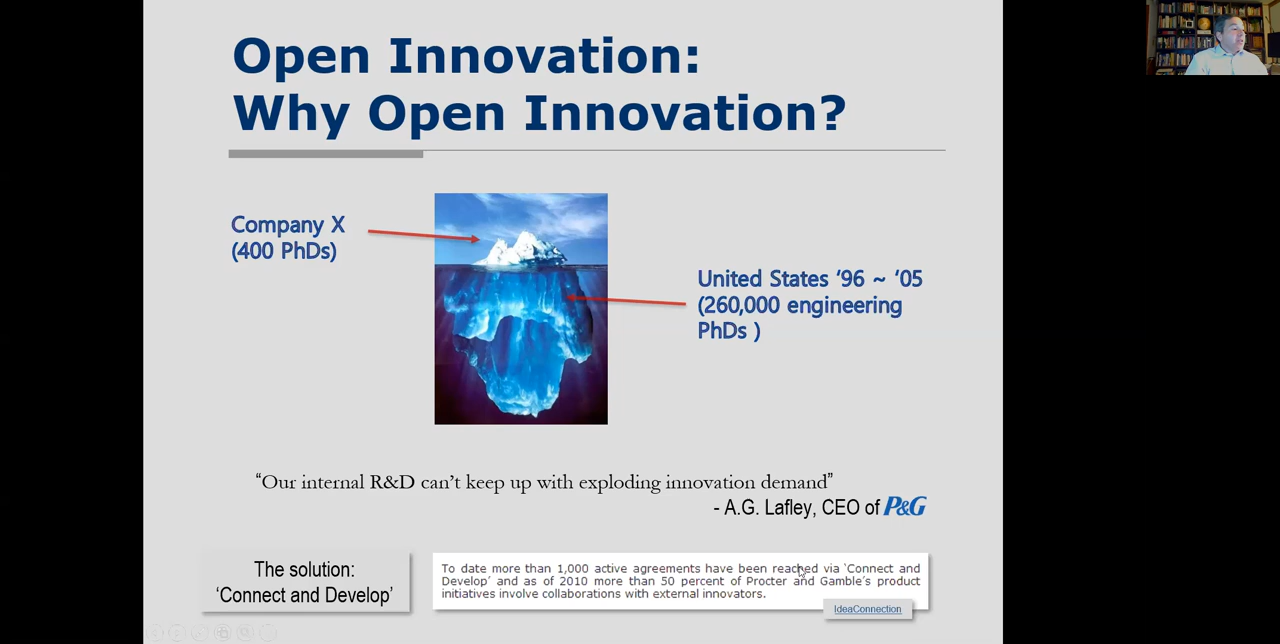 Open Innovation:
Why Open Innovation?
Company X
(400 PhDs)
United States ‘96 ~ ‘05
(260,000 engineering
PhDs )
“Our internal R&D can’t keep up with exploding innovation demand”
- A.G. Lafley, CEO of P&G
The solution:
‘Connect and Develop’
To date more than 1,000 active agreements have been reached via ‘Connect and
Develop’ and as of 2010 more than 50 percent of Procter and Gamble’s product
initiatives involve collaborations with external innovators.
IdeaConnection